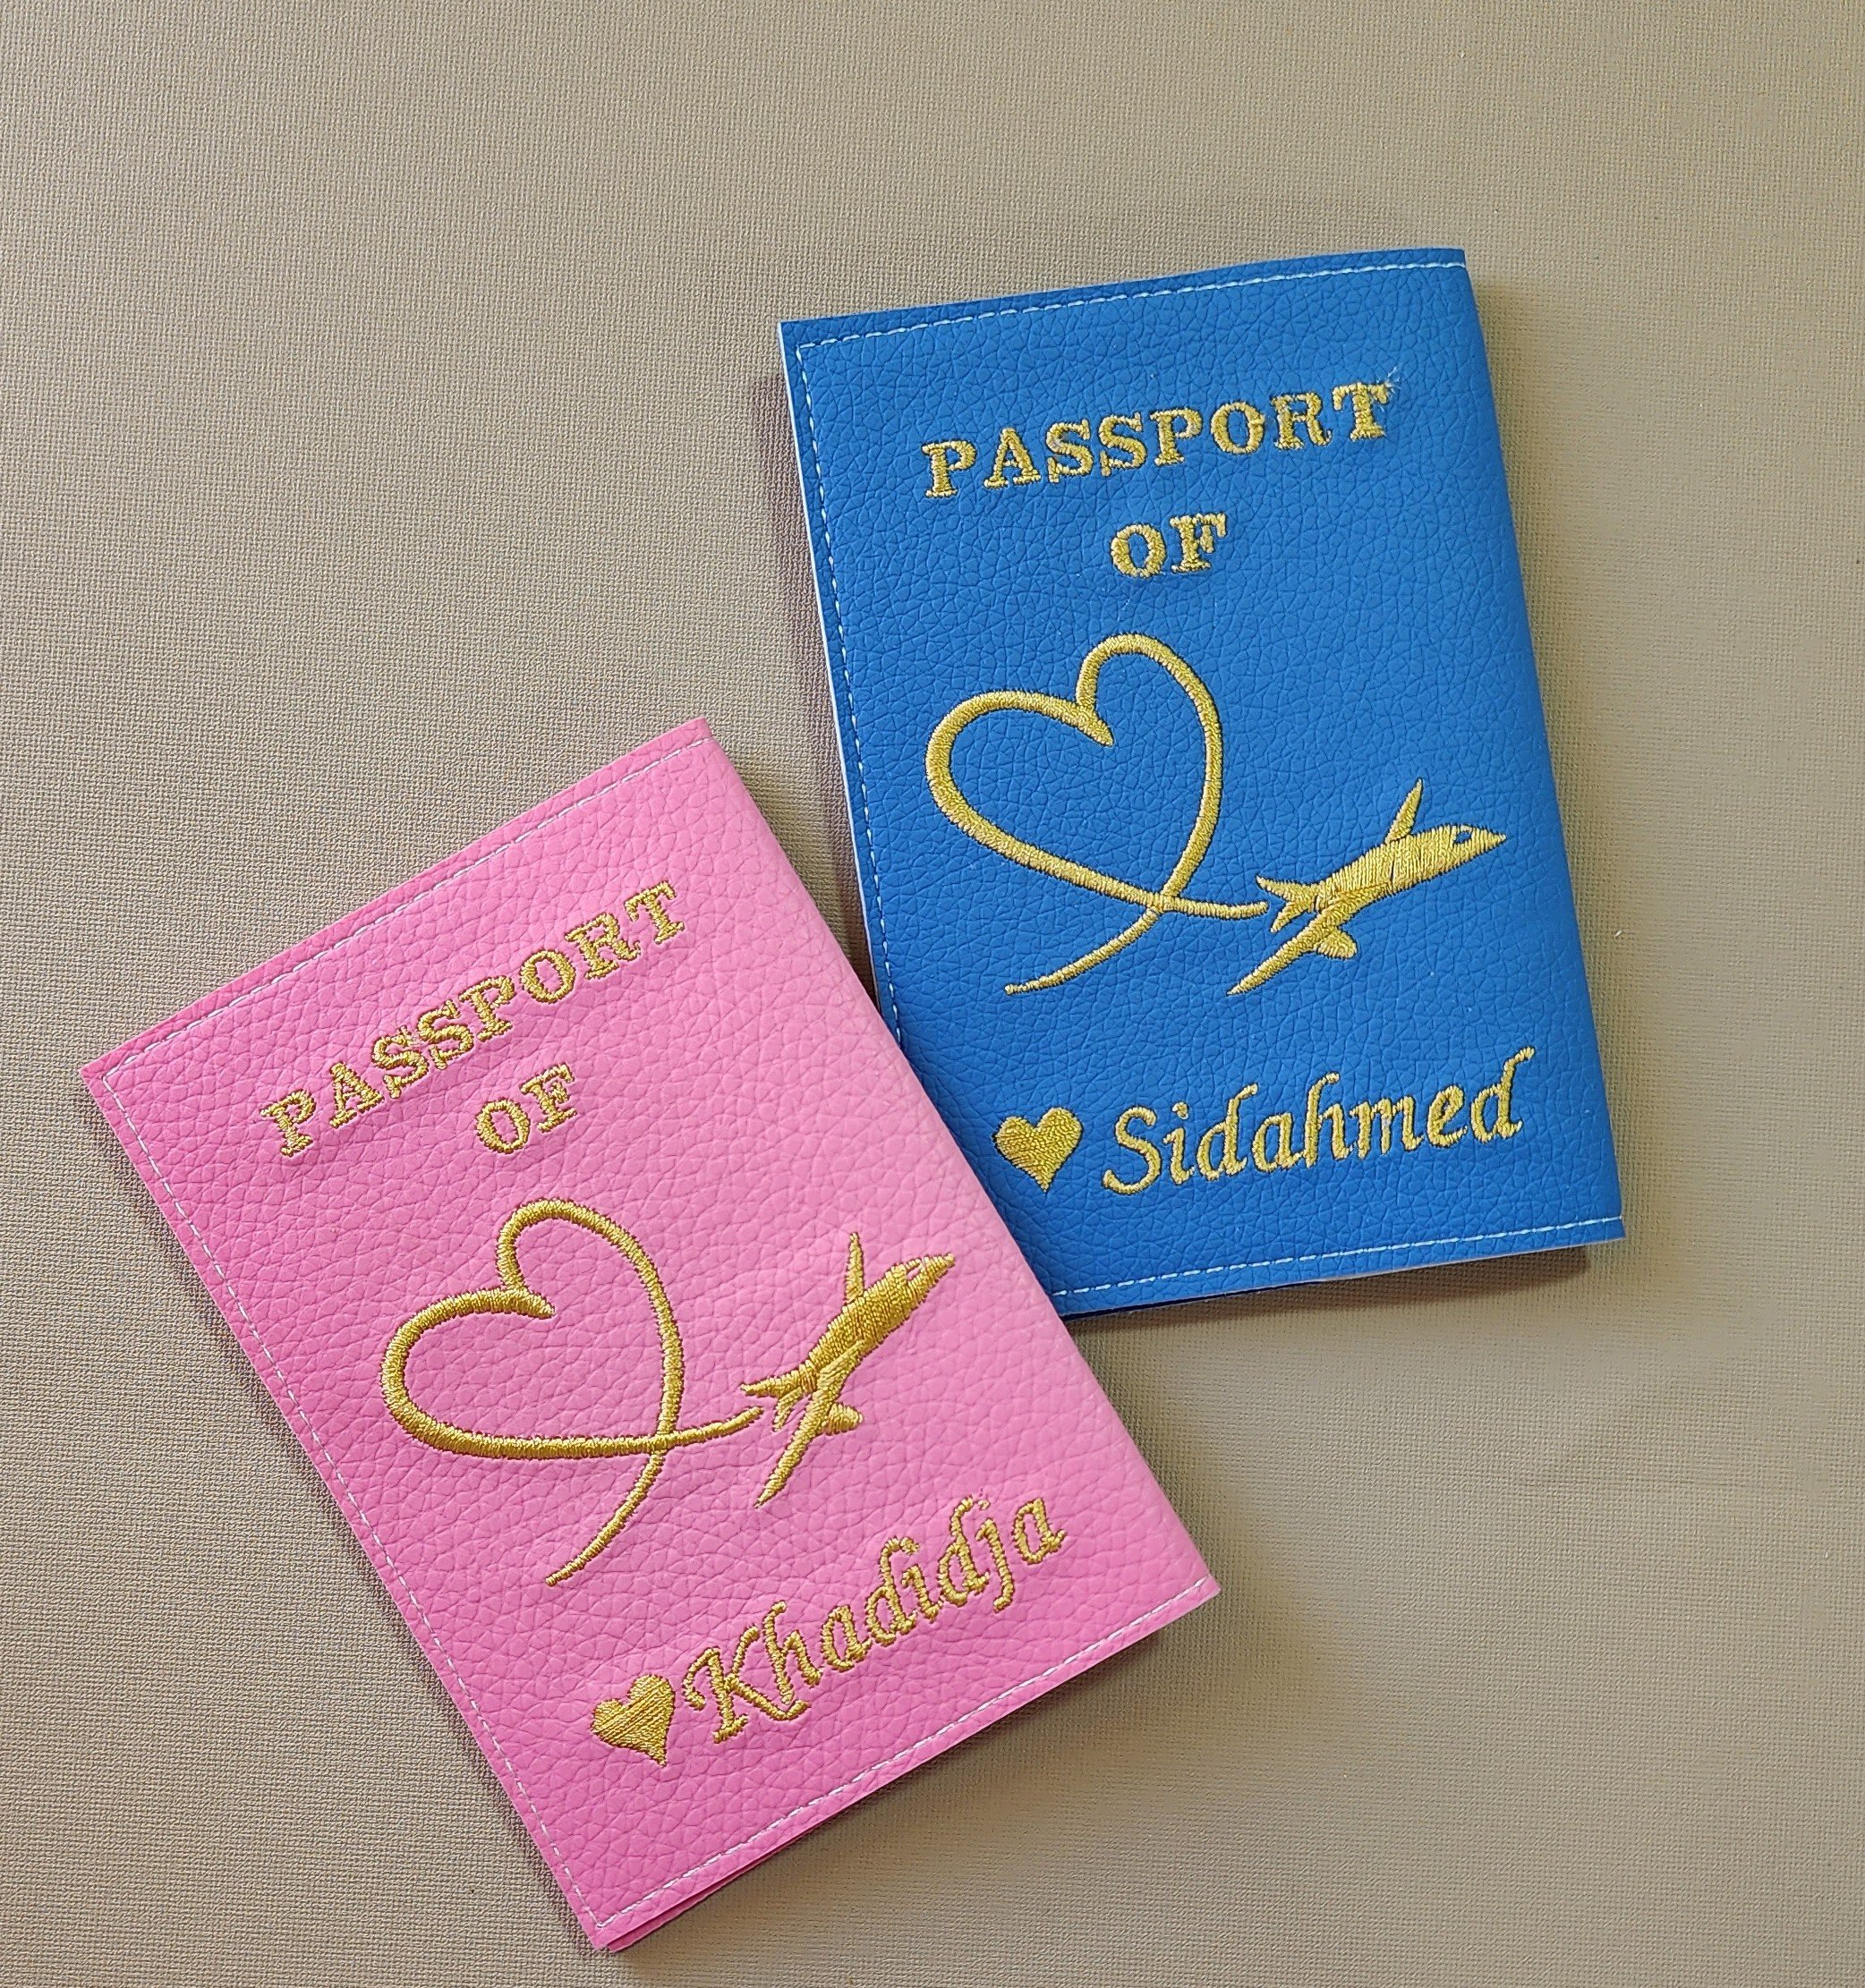 PASSPORT
OF
Sidahmed
PASSPORT
OF
Khadidja